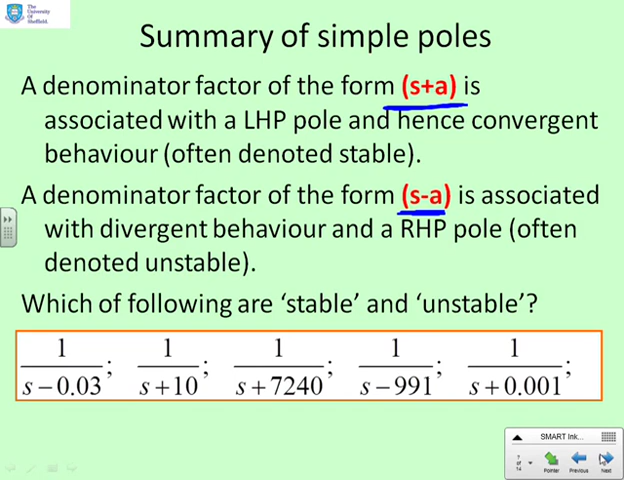 The
University
Of
Sheffield.
Summary of simple poles
A denominator factor of the form (s+a) is
associated with a LHP pole and hence convergent
behaviour (often denoted stable).
A denominator factor of the form (s-a) is associated
with divergent behaviour and a RHP pole (often
denoted unstable).
Which of following are ‘stable’ and ‘unstable’?
1/(s − 0.03); 1/(s + 10); 1/(s + 7240); 1/(s − 991); 1/(s + 0.001);
SMART Ink...
7 of 14 Pointer Previous Next